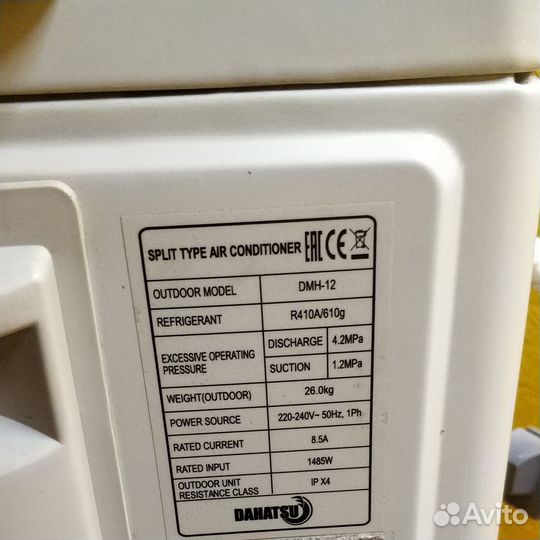 SPLIT TYPE AIR CONDITIONER EAC CE
OUTDOOR MODEL DMH-12
REFRIGERANT R410A/610g
EXCESSIVE OPERATING PRESSURE DISCHARGE 4.2MPa
SUCTION 1.2MPa
WEIGHT(OUTDOOR) 26.0kg
POWER SOURCE 220-240V~ 50Hz, 1Ph
RATED CURRENT 8.5A
RATED INPUT 1485W
OUTDOOR UNIT RESISTANCE CLASS IP X4
DAHATSU
Avito